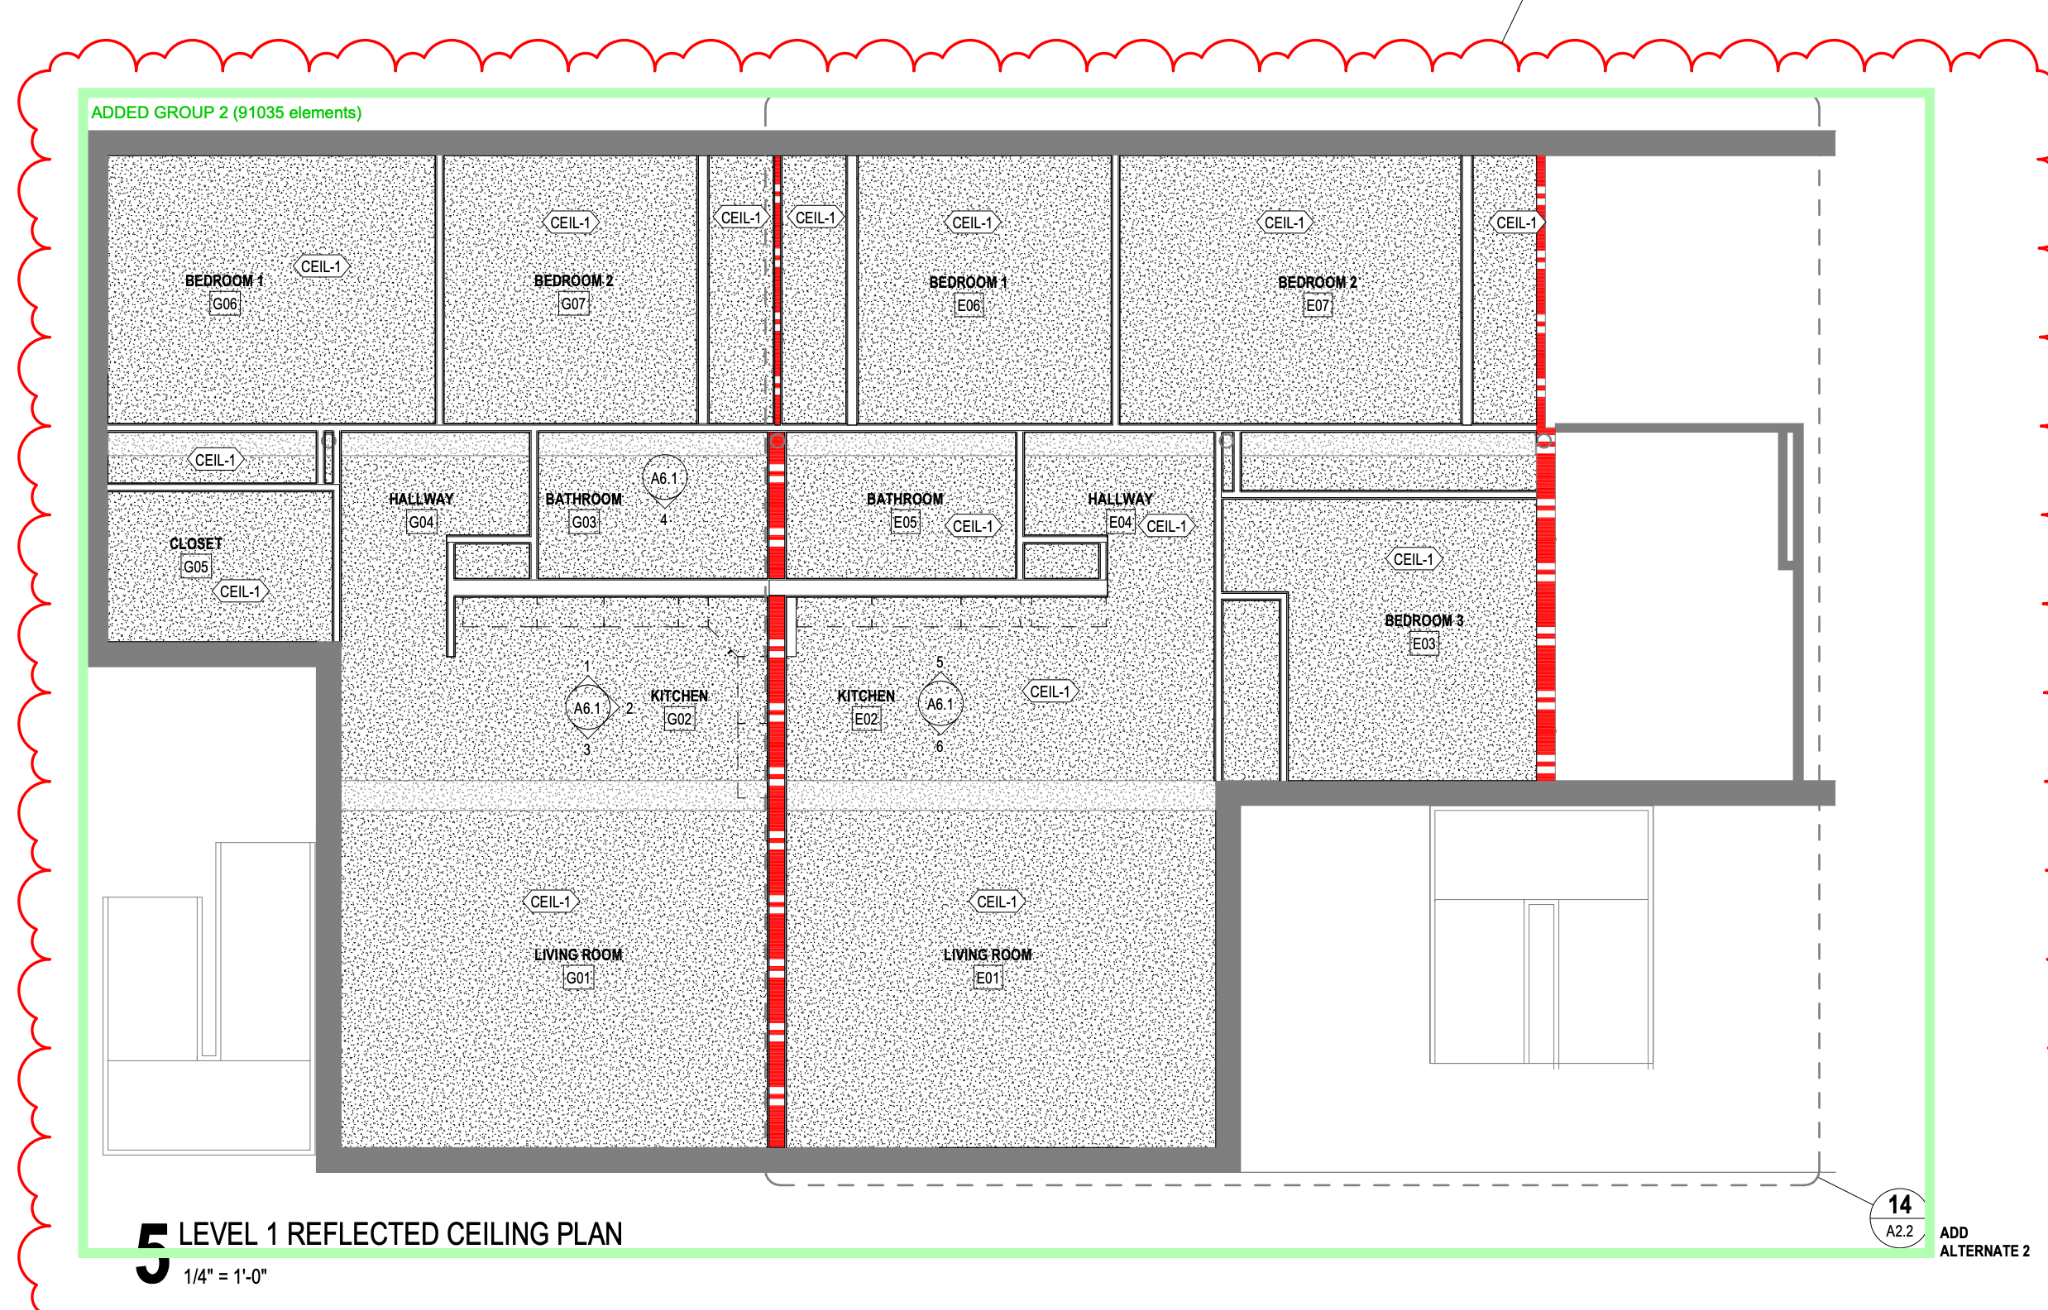 ADDED GROUP 2 (91035 elements)
CEIL-1
CEIL-1
CEIL-1
CEIL-1
CEIL-1
CEIL-1
CEIL-1
BEDROOM 1
G06
BEDROOM 2
G07
BEDROOM 1
E06
BEDROOM 2
E07
CEIL-1
A6.1
4
HALLWAY
G04
BATHROOM
G03
BATHROOM
E05
CEIL-1
HALLWAY
E04
CEIL-1
CLOSET
G05
CEIL-1
CEIL-1
BEDROOM 3
E03
1
A6.1
2
3
KITCHEN
G02
KITCHEN
E02
5
A6.1
6
CEIL-1
CEIL-1
LIVING ROOM
G01
CEIL-1
LIVING ROOM
E01
14
A2.2
ADD
ALTERNATE 2
5 LEVEL 1 REFLECTED CEILING PLAN
1/4" = 1'-0"